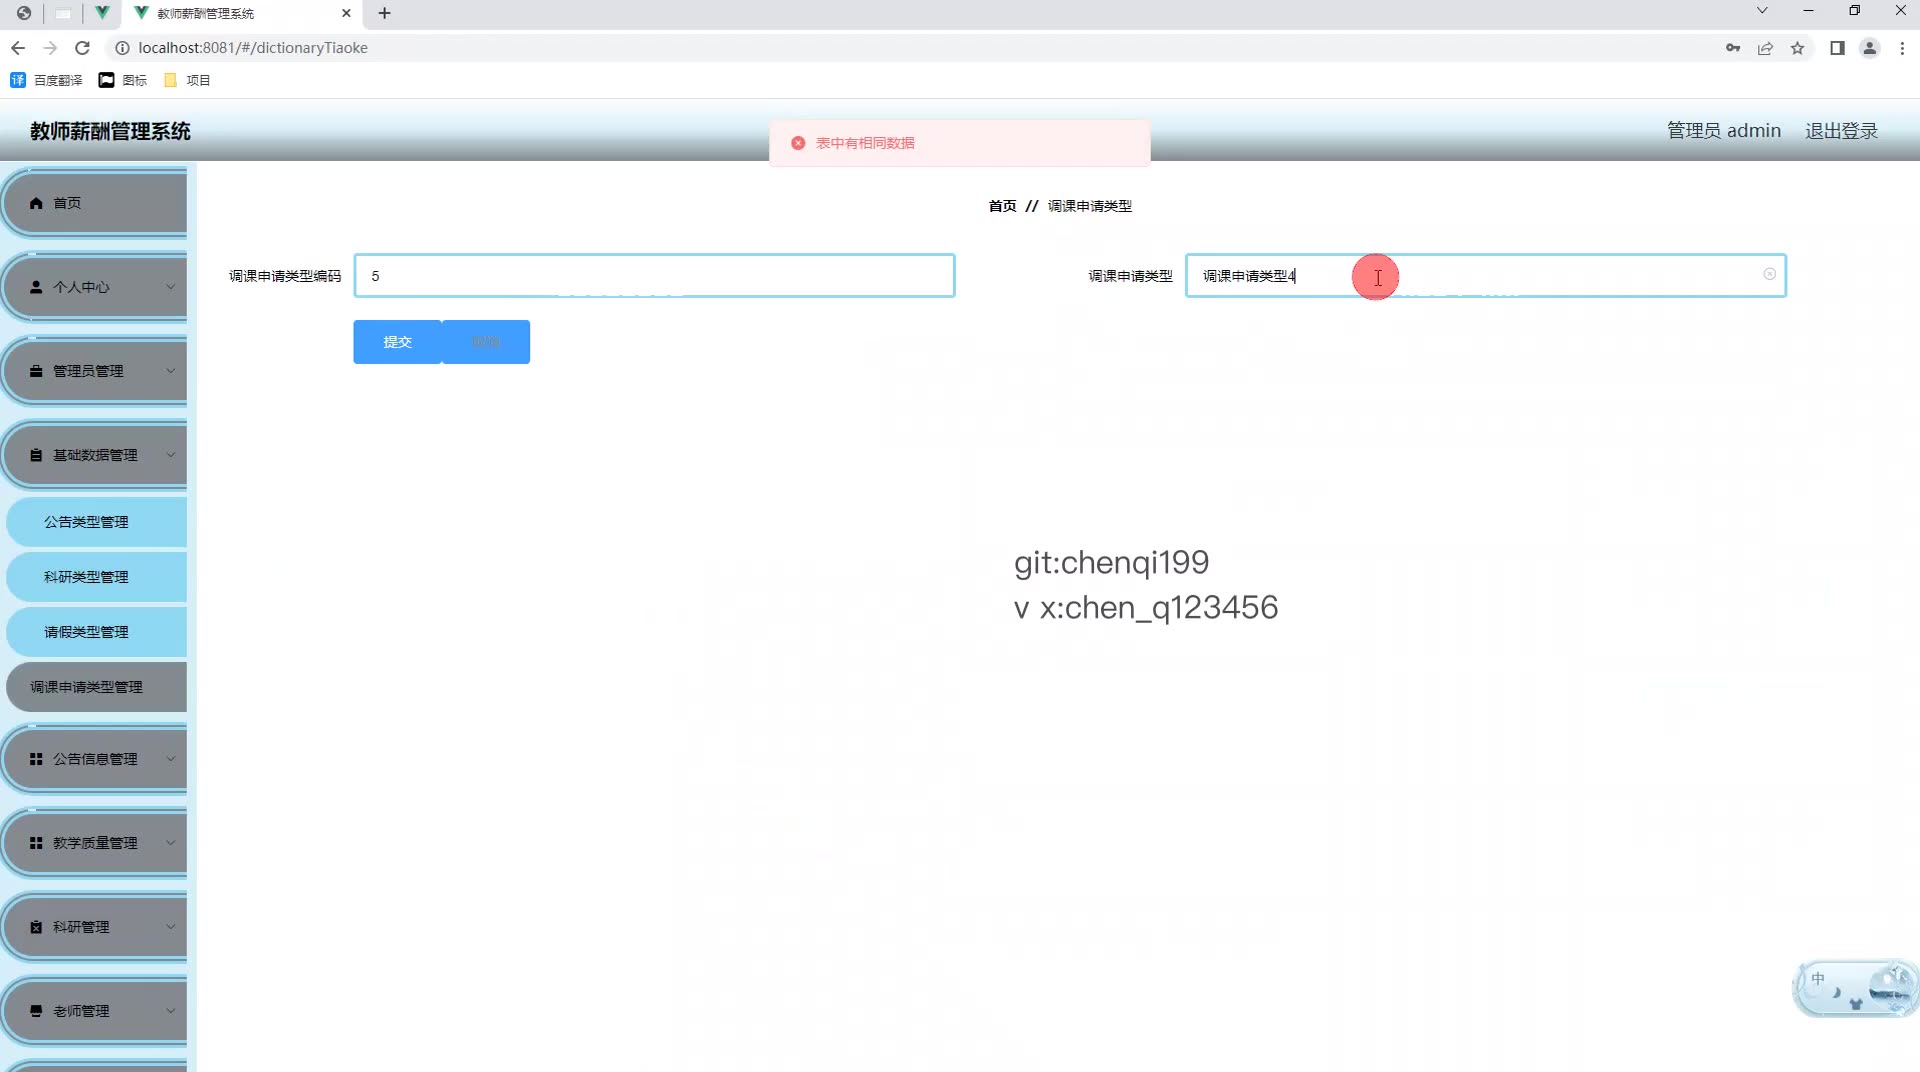 教师薪酬管理系统
localhost:8081/#/dictionaryTiaoke
百度翻译 图标 项目
教师薪酬管理系统
表中有相同数据
管理员 admin 退出登录
首页
首页 // 调课申请类型
个人中心
调课申请类型编码 5
调课申请类型 调课申请类型4
提交 取消
管理员管理
基础数据管理
公告类型管理
科研类型管理
请假类型管理
调课申请类型管理
公告信息管理
教学质量管理
科研管理
老师管理
git:chenqi199
v x:chen_q123456
中